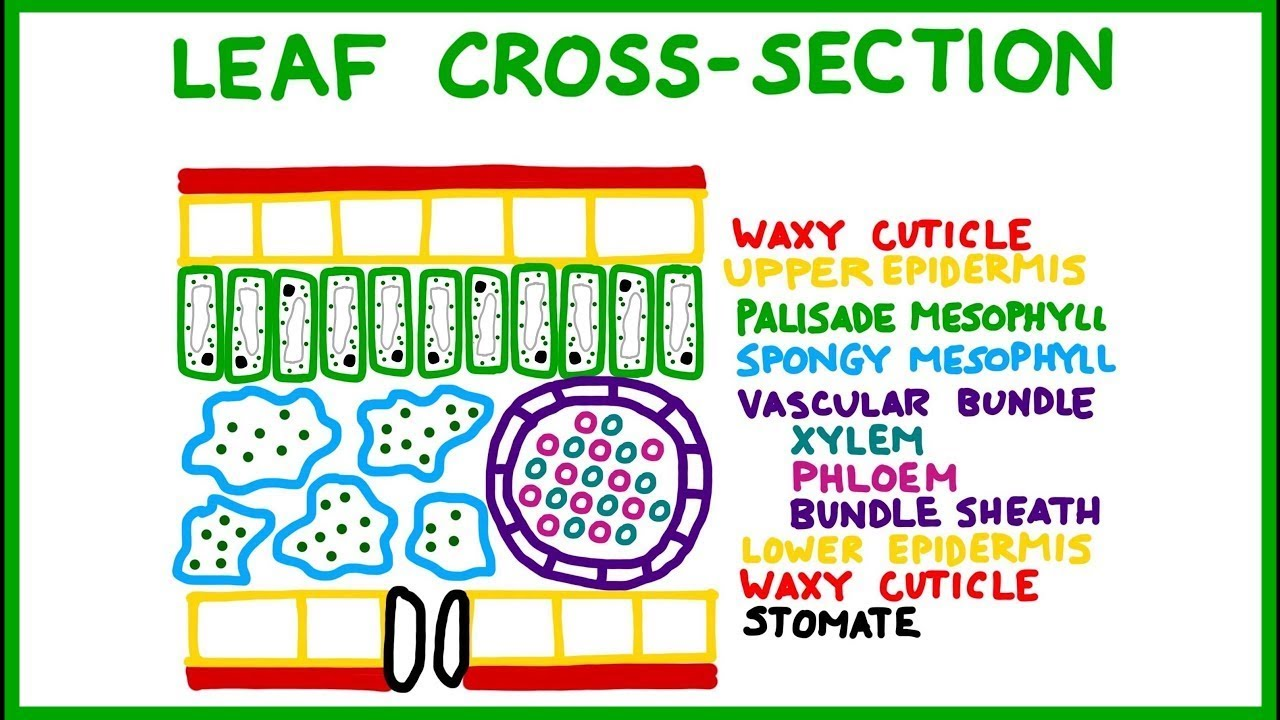 LEAF CROSS-SECTION
WAXY CUTICLE
UPPER EPIDERMIS
PALISADE MESOPHYLL
SPONGY MESOPHYLL
VASCULAR BUNDLE
XYLEM
PHLOEM
BUNDLE SHEATH
LOWER EPIDERMIS
WAXY CUTICLE
STOMATE